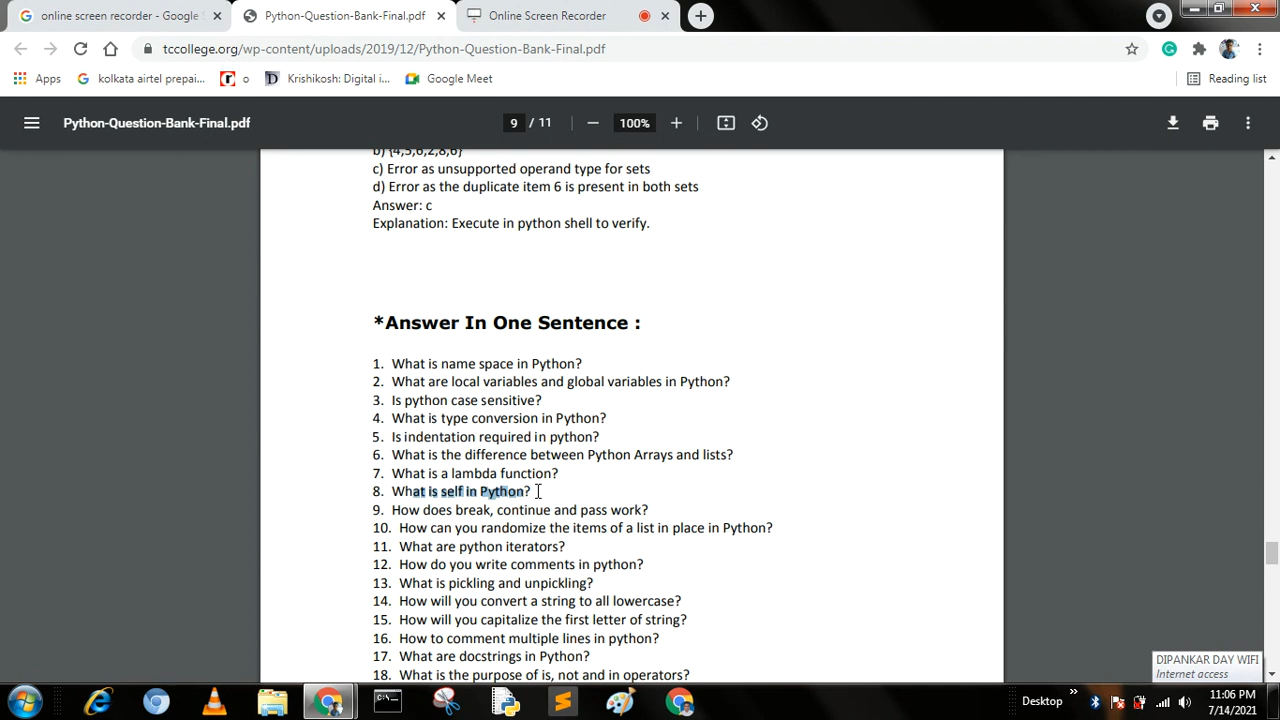 online screen recorder - Google
Python-Question-Bank-Final.pdf
Online Screen Recorder
tccollege.org/wp-content/uploads/2019/12/Python-Question-Bank-Final.pdf
Apps
kolkata airtel prepai...
o
Krishikosh: Digital i...
Google Meet
Reading list
Python-Question-Bank-Final.pdf
9 / 11
100%
b) {4,5,6,2,8,6}
c) Error as unsupported operand type for sets
d) Error as the duplicate item 6 is present in both sets
Answer: c
Explanation: Execute in python shell to verify.
*Answer In One Sentence :
1. What is name space in Python?
2. What are local variables and global variables in Python?
3. Is python case sensitive?
4. What is type conversion in Python?
5. Is indentation required in python?
6. What is the difference between Python Arrays and lists?
7. What is a lambda function?
8. What is self in Python?
9. How does break, continue and pass work?
10. How can you randomize the items of a list in place in Python?
11. What are python iterators?
12. How do you write comments in python?
13. What is pickling and unpickling?
14. How will you convert a string to all lowercase?
15. How will you capitalize the first letter of string?
16. How to comment multiple lines in python?
17. What are docstrings in Python?
18. What is the purpose of is, not and in operators?
DIPANKAR DAY WIFI
Internet access
Desktop
11:06 PM
7/14/2021